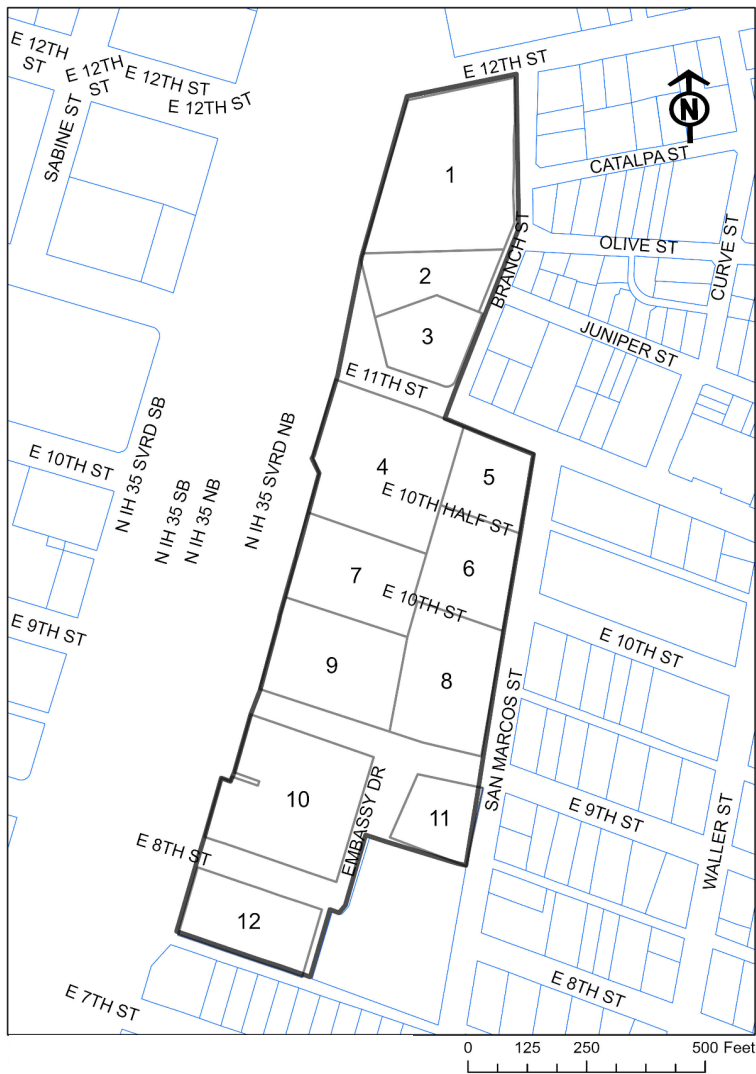 E 12TH
ST
E 12TH
ST
E 12TH ST
E 12TH ST
E 12TH ST
SABINE ST
N
CATALPA ST
1
OLIVE ST
CURVE ST
BRANCH ST
2
3
JUNIPER ST
E 11TH ST
N IH 35 SVRD SB
N IH 35 SB
N IH 35 NB
N IH 35 SVRD NB
E 10TH ST
4
5
E 10TH HALF ST
6
7
E 10TH ST
E 9TH ST
E 10TH ST
9
8
SAN MARCOS ST
10
EMBASSY DR
11
E 9TH ST
WALLER ST
E 8TH ST
12
E 7TH ST
E 8TH ST
0 125 250 500 Feet